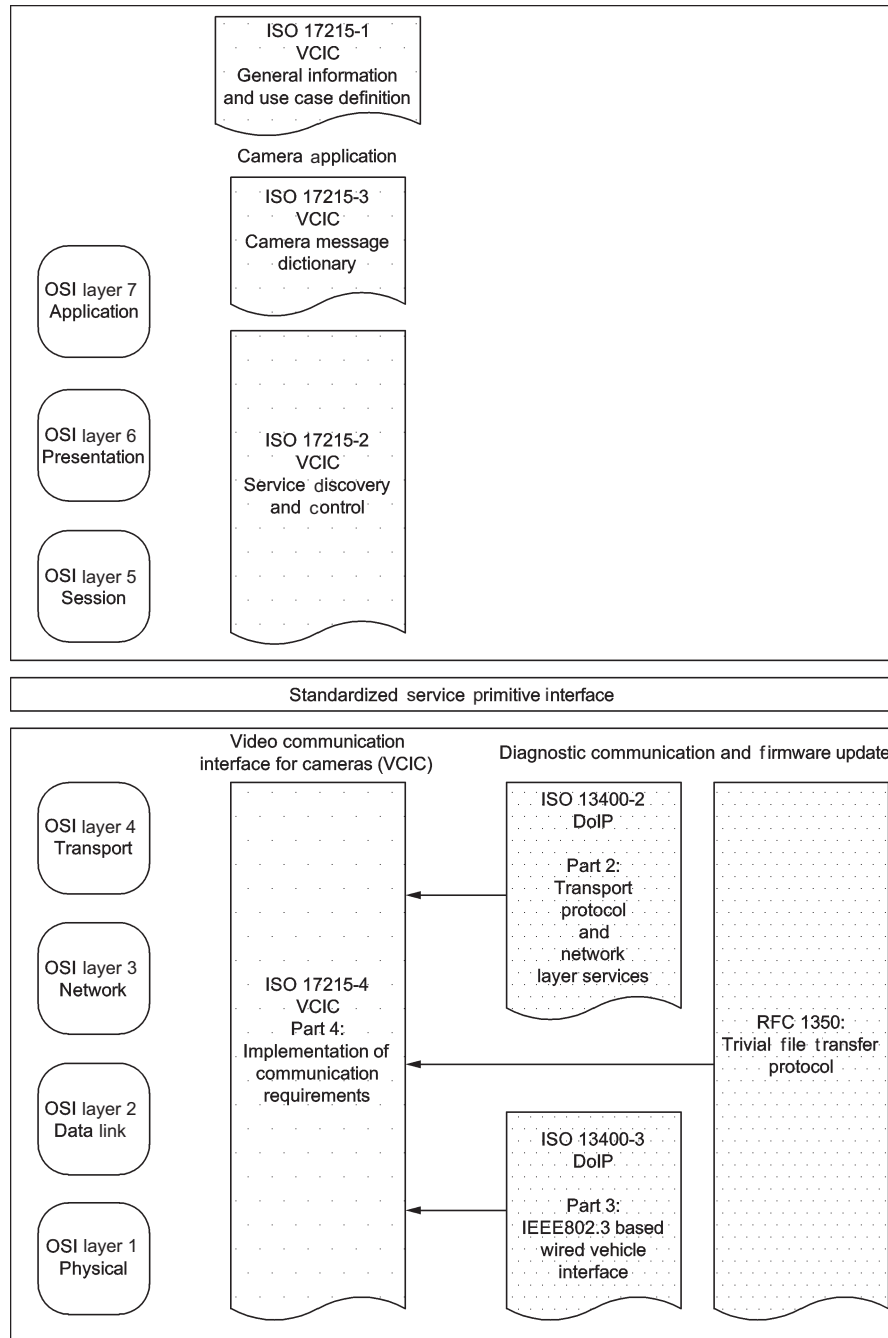 ISO 17215-1
VCIC
General information
and use case definition
Camera application
ISO 17215-3
VCIC
Camera message
dictionary
OSI layer 7
Application
OSI layer 6
Presentation
ISO 17215-2
VCIC
Service discovery
and control
OSI layer 5
Session
Standardized service primitive interface
Video communication
interface for cameras (VCIC)
Diagnostic communication and firmware update
OSI layer 4
Transport
ISO 13400-2
DoIP
Part 2:
Transport
protocol
and
network
layer services
OSI layer 3
Network
ISO 17215-4
VCIC
Part 4:
Implementation of
communication
requirements
RFC 1350:
Trivial file transfer
protocol
OSI layer 2
Data link
ISO 13400-3
DoIP
Part 3:
IEEE802.3 based
wired vehicle
interface
OSI layer 1
Physical